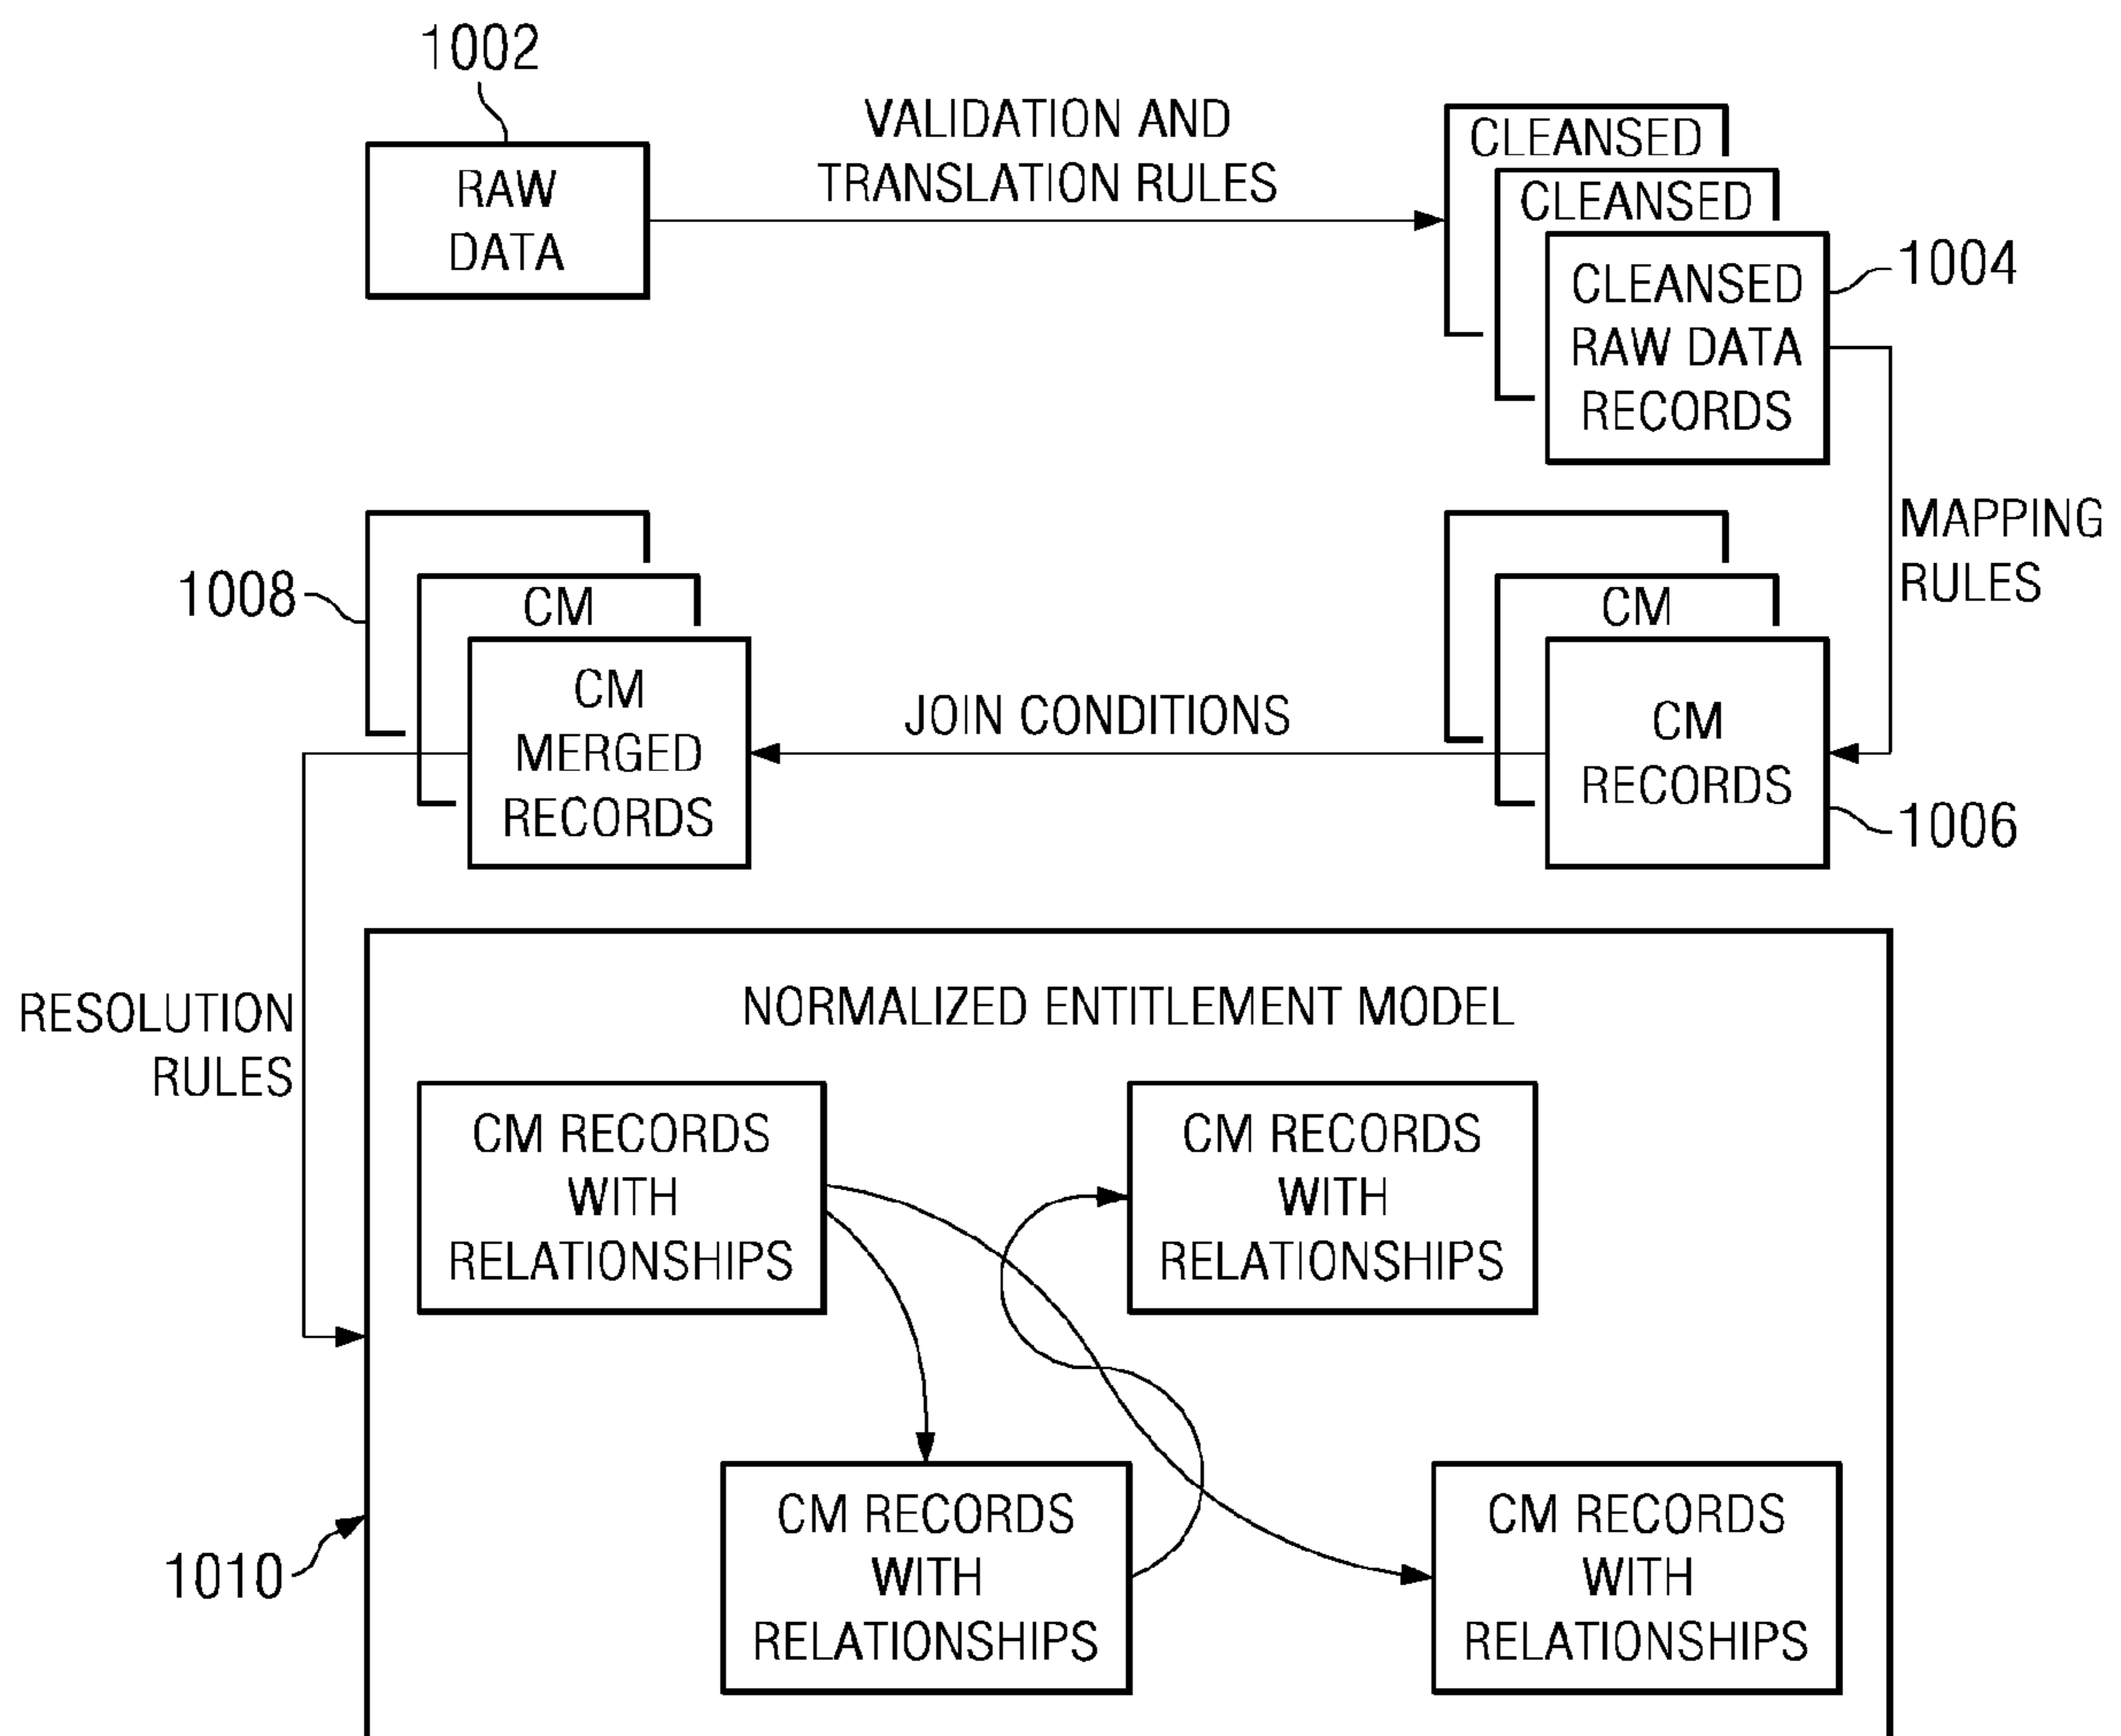 1002
RAW
DATA
VALIDATION AND
TRANSLATION RULES
CLEANSED
CLEANSED
CLEANSED
RAW DATA
RECORDS
1004
MAPPING
RULES
1008
CM
CM
MERGED
RECORDS
JOIN CONDITIONS
CM
CM
RECORDS
1006
RESOLUTION
RULES
NORMALIZED ENTITLEMENT MODEL
CM RECORDS
WITH
RELATIONSHIPS
CM RECORDS
WITH
RELATIONSHIPS
1010
CM RECORDS
WITH
RELATIONSHIPS
CM RECORDS
WITH
RELATIONSHIPS